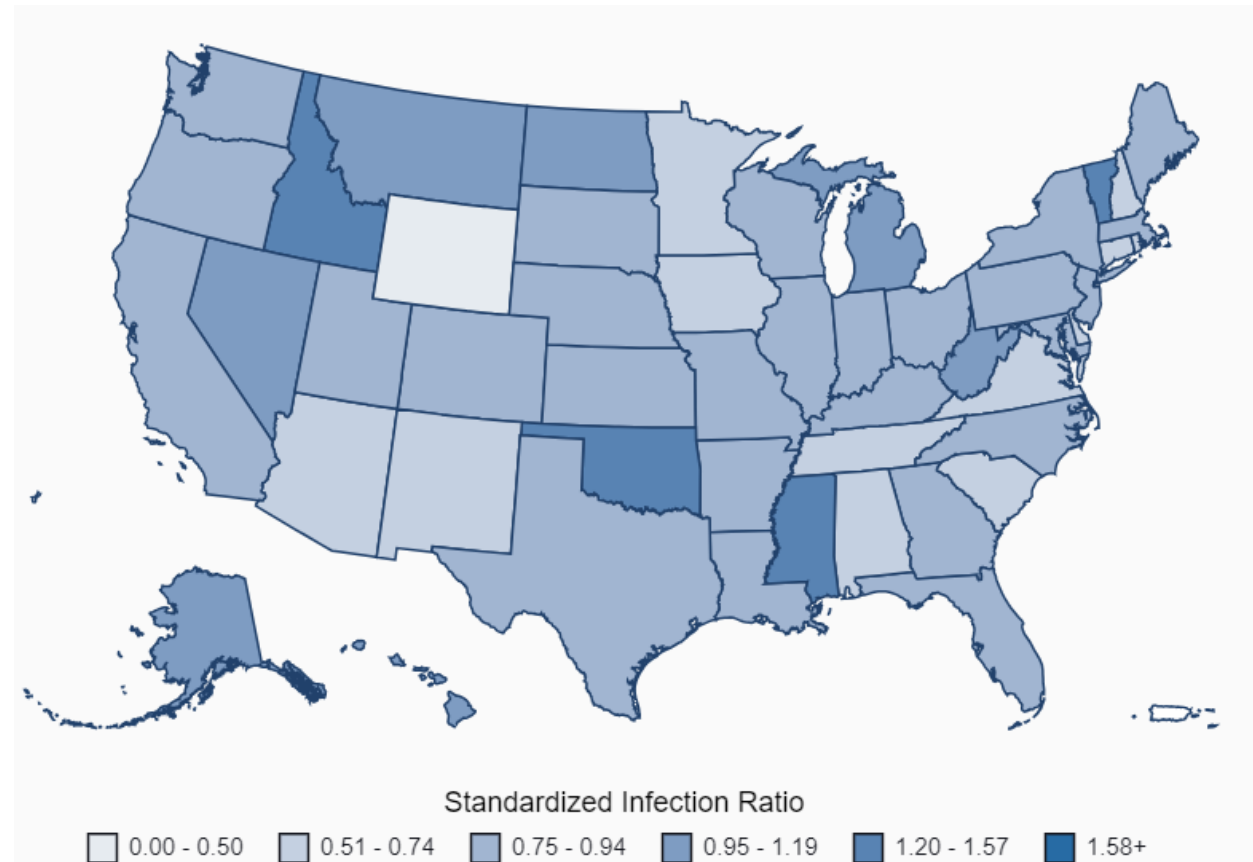 Standardized Infection Ratio
0.00 - 0.50 0.51 - 0.74 0.75 - 0.94 0.95 - 1.19 1.20 - 1.57 1.58+